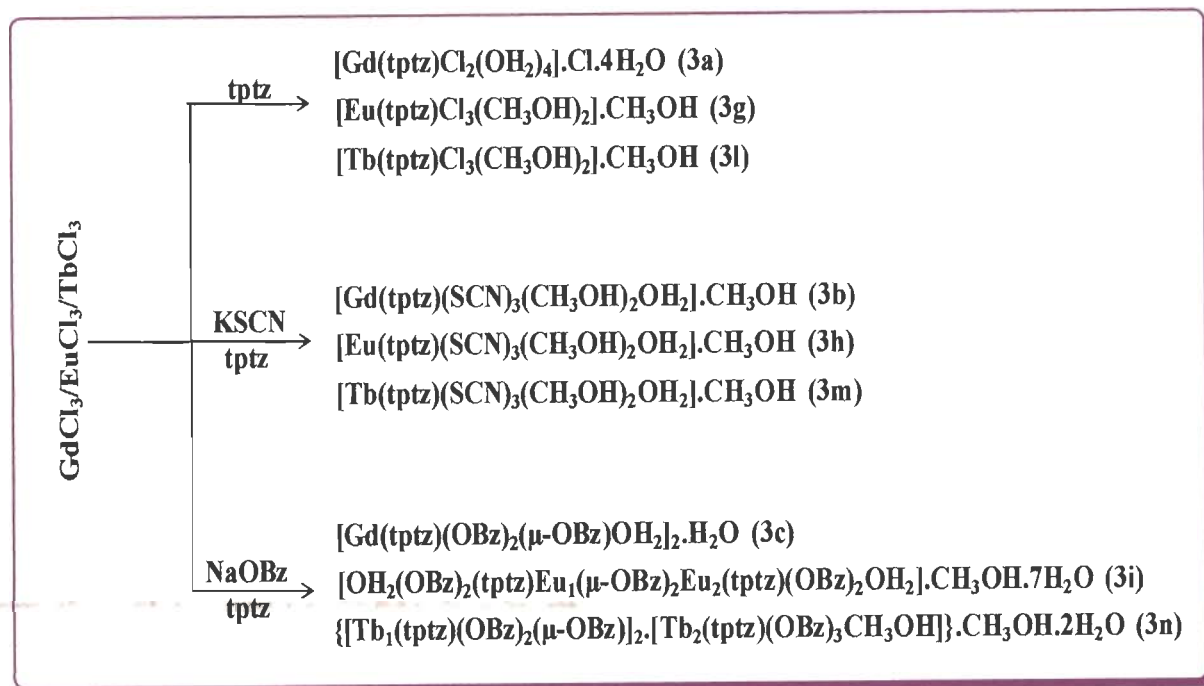 GdCl₃/EuCl₃/TbCl₃
tptz
[Gd(tptz)Cl₂(OH₂)₄].Cl.4H₂O (3a)
[Eu(tptz)Cl₃(CH₃OH)₂].CH₃OH (3g)
[Tb(tptz)Cl₃(CH₃OH)₂].CH₃OH (3l)
KSCN
tptz
[Gd(tptz)(SCN)₃(CH₃OH)₂OH₂].CH₃OH (3b)
[Eu(tptz)(SCN)₃(CH₃OH)₂OH₂].CH₃OH (3h)
[Tb(tptz)(SCN)₃(CH₃OH)₂OH₂].CH₃OH (3m)
NaOBz
tptz
[Gd(tptz)(OBz)₂(μ-OBz)OH₂]₂.H₂O (3c)
[OH₂(OBz)₂(tptz)Eu₁(μ-OBz)₂Eu₂(tptz)(OBz)₂OH₂].CH₃OH.7H₂O (3i)
{[Tb₁(tptz)(OBz)₂(μ-OBz)]₂.[Tb₂(tptz)(OBz)₃CH₃OH]}.CH₃OH.2H₂O (3n)